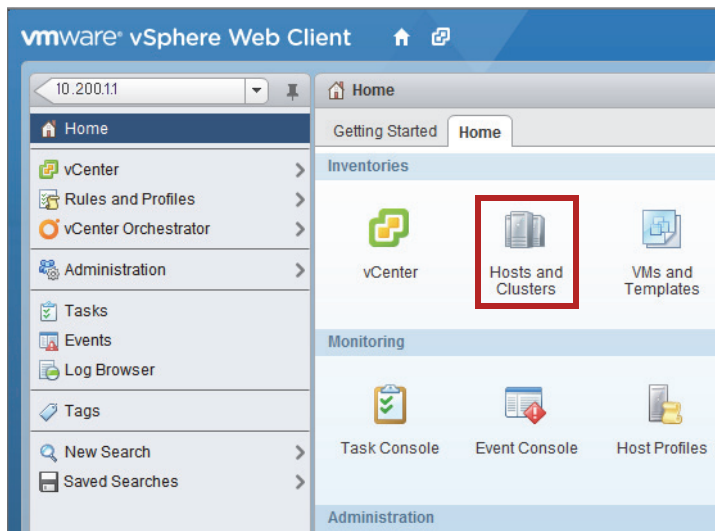 vmware® vSphere Web Client
10.200.1.1
Home
vCenter
Rules and Profiles
vCenter Orchestrator
Administration
Tasks
Events
Log Browser
Tags
New Search
Saved Searches
Home
Getting Started Home
Inventories
vCenter
Hosts and
Clusters
VMs and
Templates
Monitoring
Task Console
Event Console
Host Profiles
Administration